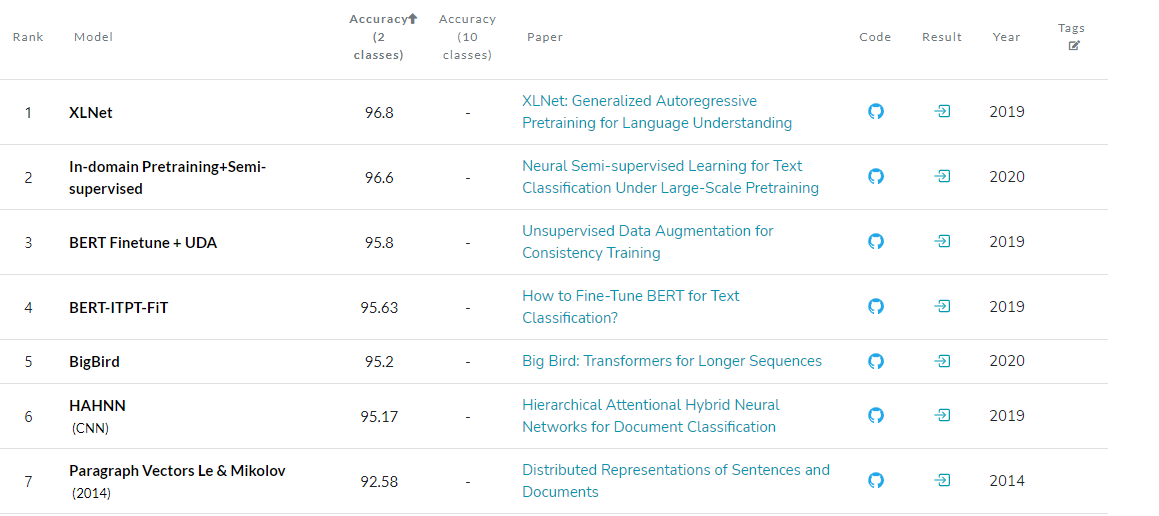 Rank Model Accuracy (2 classes) Accuracy (10 classes) Paper Code Result Year Tags
1 XLNet 96.8 - XLNet: Generalized Autoregressive
Pretraining for Language Understanding 2019
2 In-domain Pretraining+Semi-
supervised 96.6 - Neural Semi-supervised Learning for Text
Classification Under Large-Scale Pretraining 2020
3 BERT Finetune + UDA 95.8 - Unsupervised Data Augmentation for
Consistency Training 2019
4 BERT-ITPT-FiT 95.63 - How to Fine-Tune BERT for Text
Classification? 2019
5 BigBird 95.2 - Big Bird: Transformers for Longer Sequences 2020
6 HAHNN
(CNN) 95.17 - Hierarchical Attentional Hybrid Neural
Networks for Document Classification 2019
7 Paragraph Vectors Le & Mikolov
(2014) 92.58 - Distributed Representations of Sentences and
Documents 2014